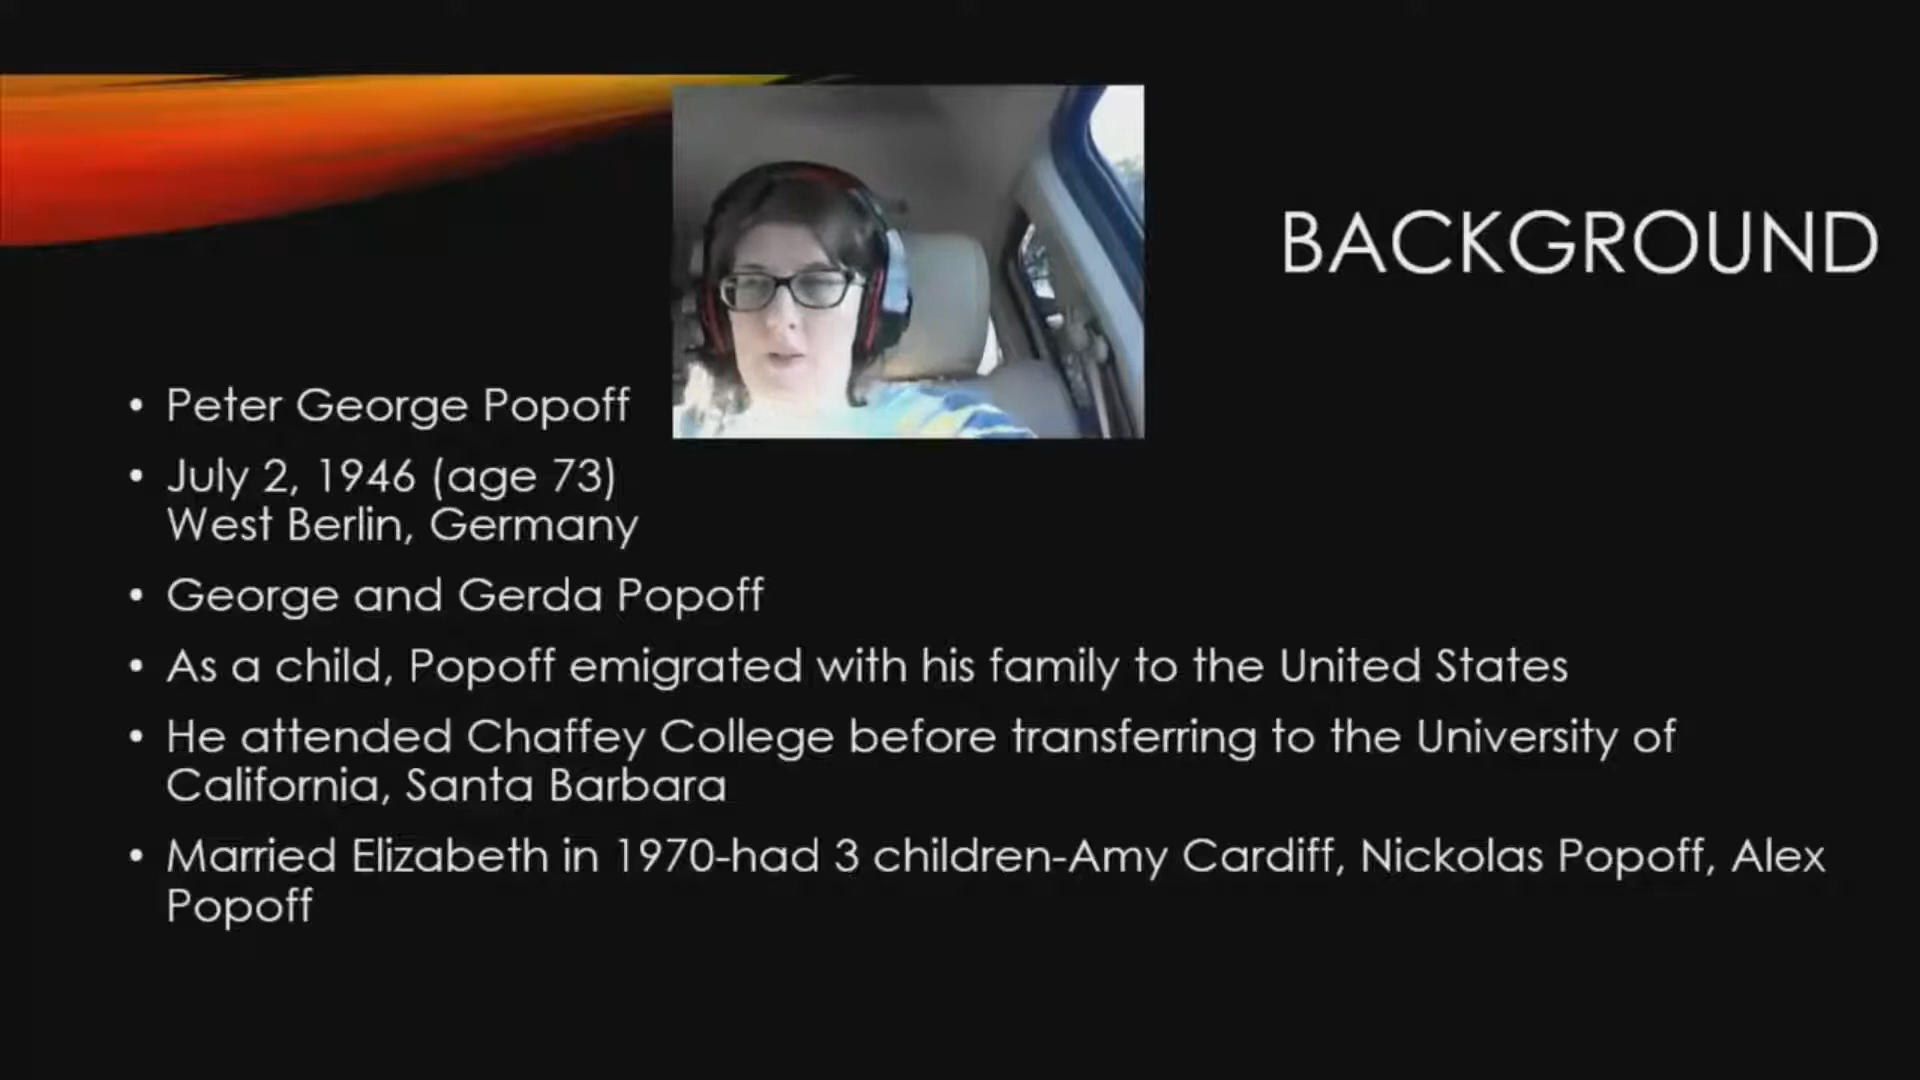 BACKGROUND
• Peter George Popoff
• July 2, 1946 (age 73)
West Berlin, Germany
• George and Gerda Popoff
• As a child, Popoff emigrated with his family to the United States
• He attended Chaffey College before transferring to the University of
California, Santa Barbara
• Married Elizabeth in 1970-had 3 children-Amy Cardiff, Nickolas Popoff, Alex
Popoff